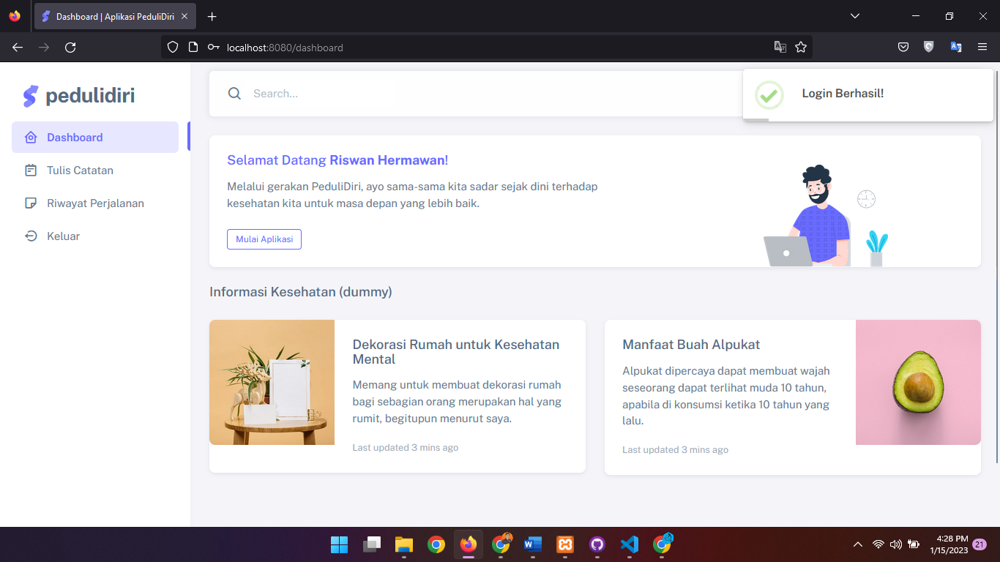 Dashboard | Aplikasi PeduliDiri
localhost:8080/dashboard
pedulidiri
Dashboard
Tulis Catatan
Riwayat Perjalanan
Keluar
Search...
Login Berhasil!
Selamat Datang Riswan Hermawan!
Melalui gerakan PeduliDiri, ayo sama-sama kita sadar sejak dini terhadap
kesehatan kita untuk masa depan yang lebih baik.
Mulai Aplikasi
Informasi Kesehatan (dummy)
Dekorasi Rumah untuk Kesehatan
Mental
Memang untuk membuat dekorasi rumah
bagi sebagian orang merupakan hal yang
rumit, begitupun menurut saya.
Last updated 3 mins ago
Manfaat Buah Alpukat
Alpukat dipercaya dapat membuat wajah
seseorang dapat terlihat muda 10 tahun,
apabila di konsumsi ketika 10 tahun yang
lalu.
Last updated 3 mins ago
4:28 PM
1/15/2023
21